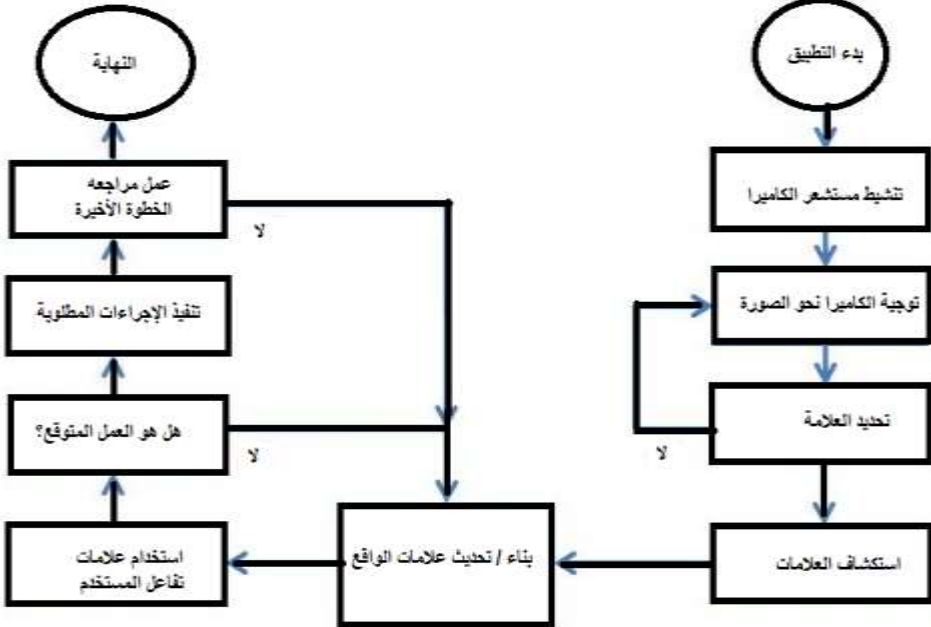 بدء التطبيق
تنشيط مستشعر الكاميرا
توجية الكاميرا نحو الصورة
تحديد العلامة
لا
استكشاف العلامات
بناء / تحديث علامات الواقع
استخدام علامات
تفاعل المستخدم
هل هو العمل المتوقع؟
لا
تنفيذ الإجراءات المطلوبة
عمل مراجعه
الخطوة الأخيرة
لا
النهاية